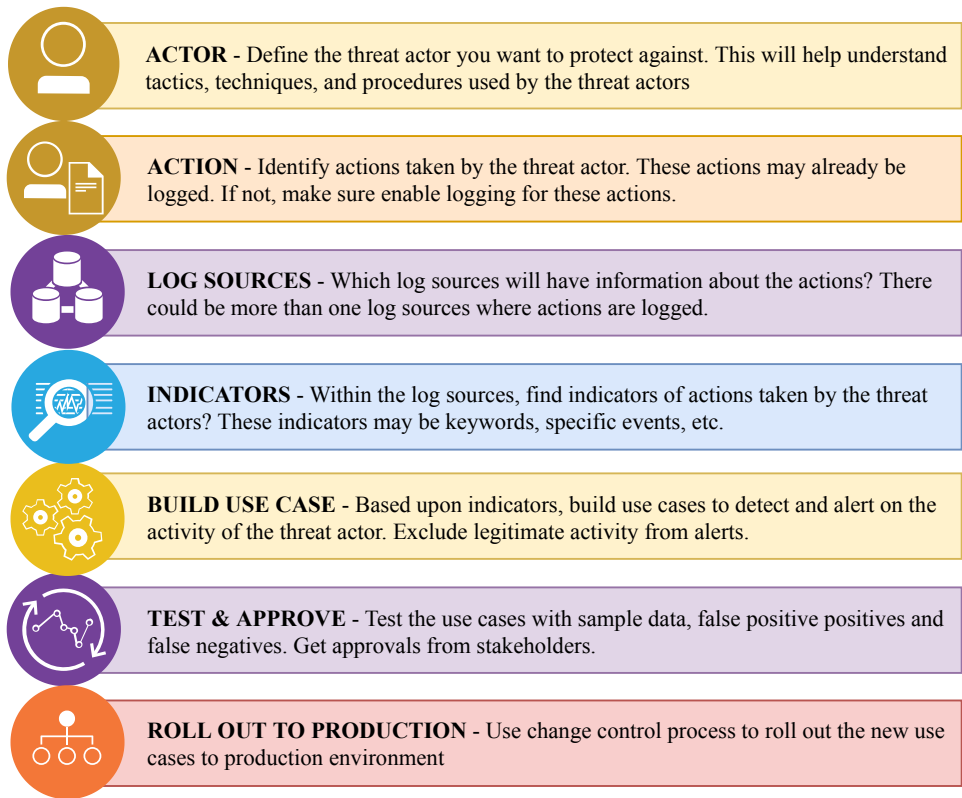 ACTOR - Define the threat actor you want to protect against. This will help understand
tactics, techniques, and procedures used by the threat actors
ACTION - Identify actions taken by the threat actor. These actions may already be
logged. If not, make sure enable logging for these actions.
LOG SOURCES - Which log sources will have information about the actions? There
could be more than one log sources where actions are logged.
INDICATORS - Within the log sources, find indicators of actions taken by the threat
actors? These indicators may be keywords, specific events, etc.
BUILD USE CASE - Based upon indicators, build use cases to detect and alert on the
activity of the threat actor. Exclude legitimate activity from alerts.
TEST & APPROVE - Test the use cases with sample data, false positive positives and
false negatives. Get approvals from stakeholders.
ROLL OUT TO PRODUCTION - Use change control process to roll out the new use
cases to production environment